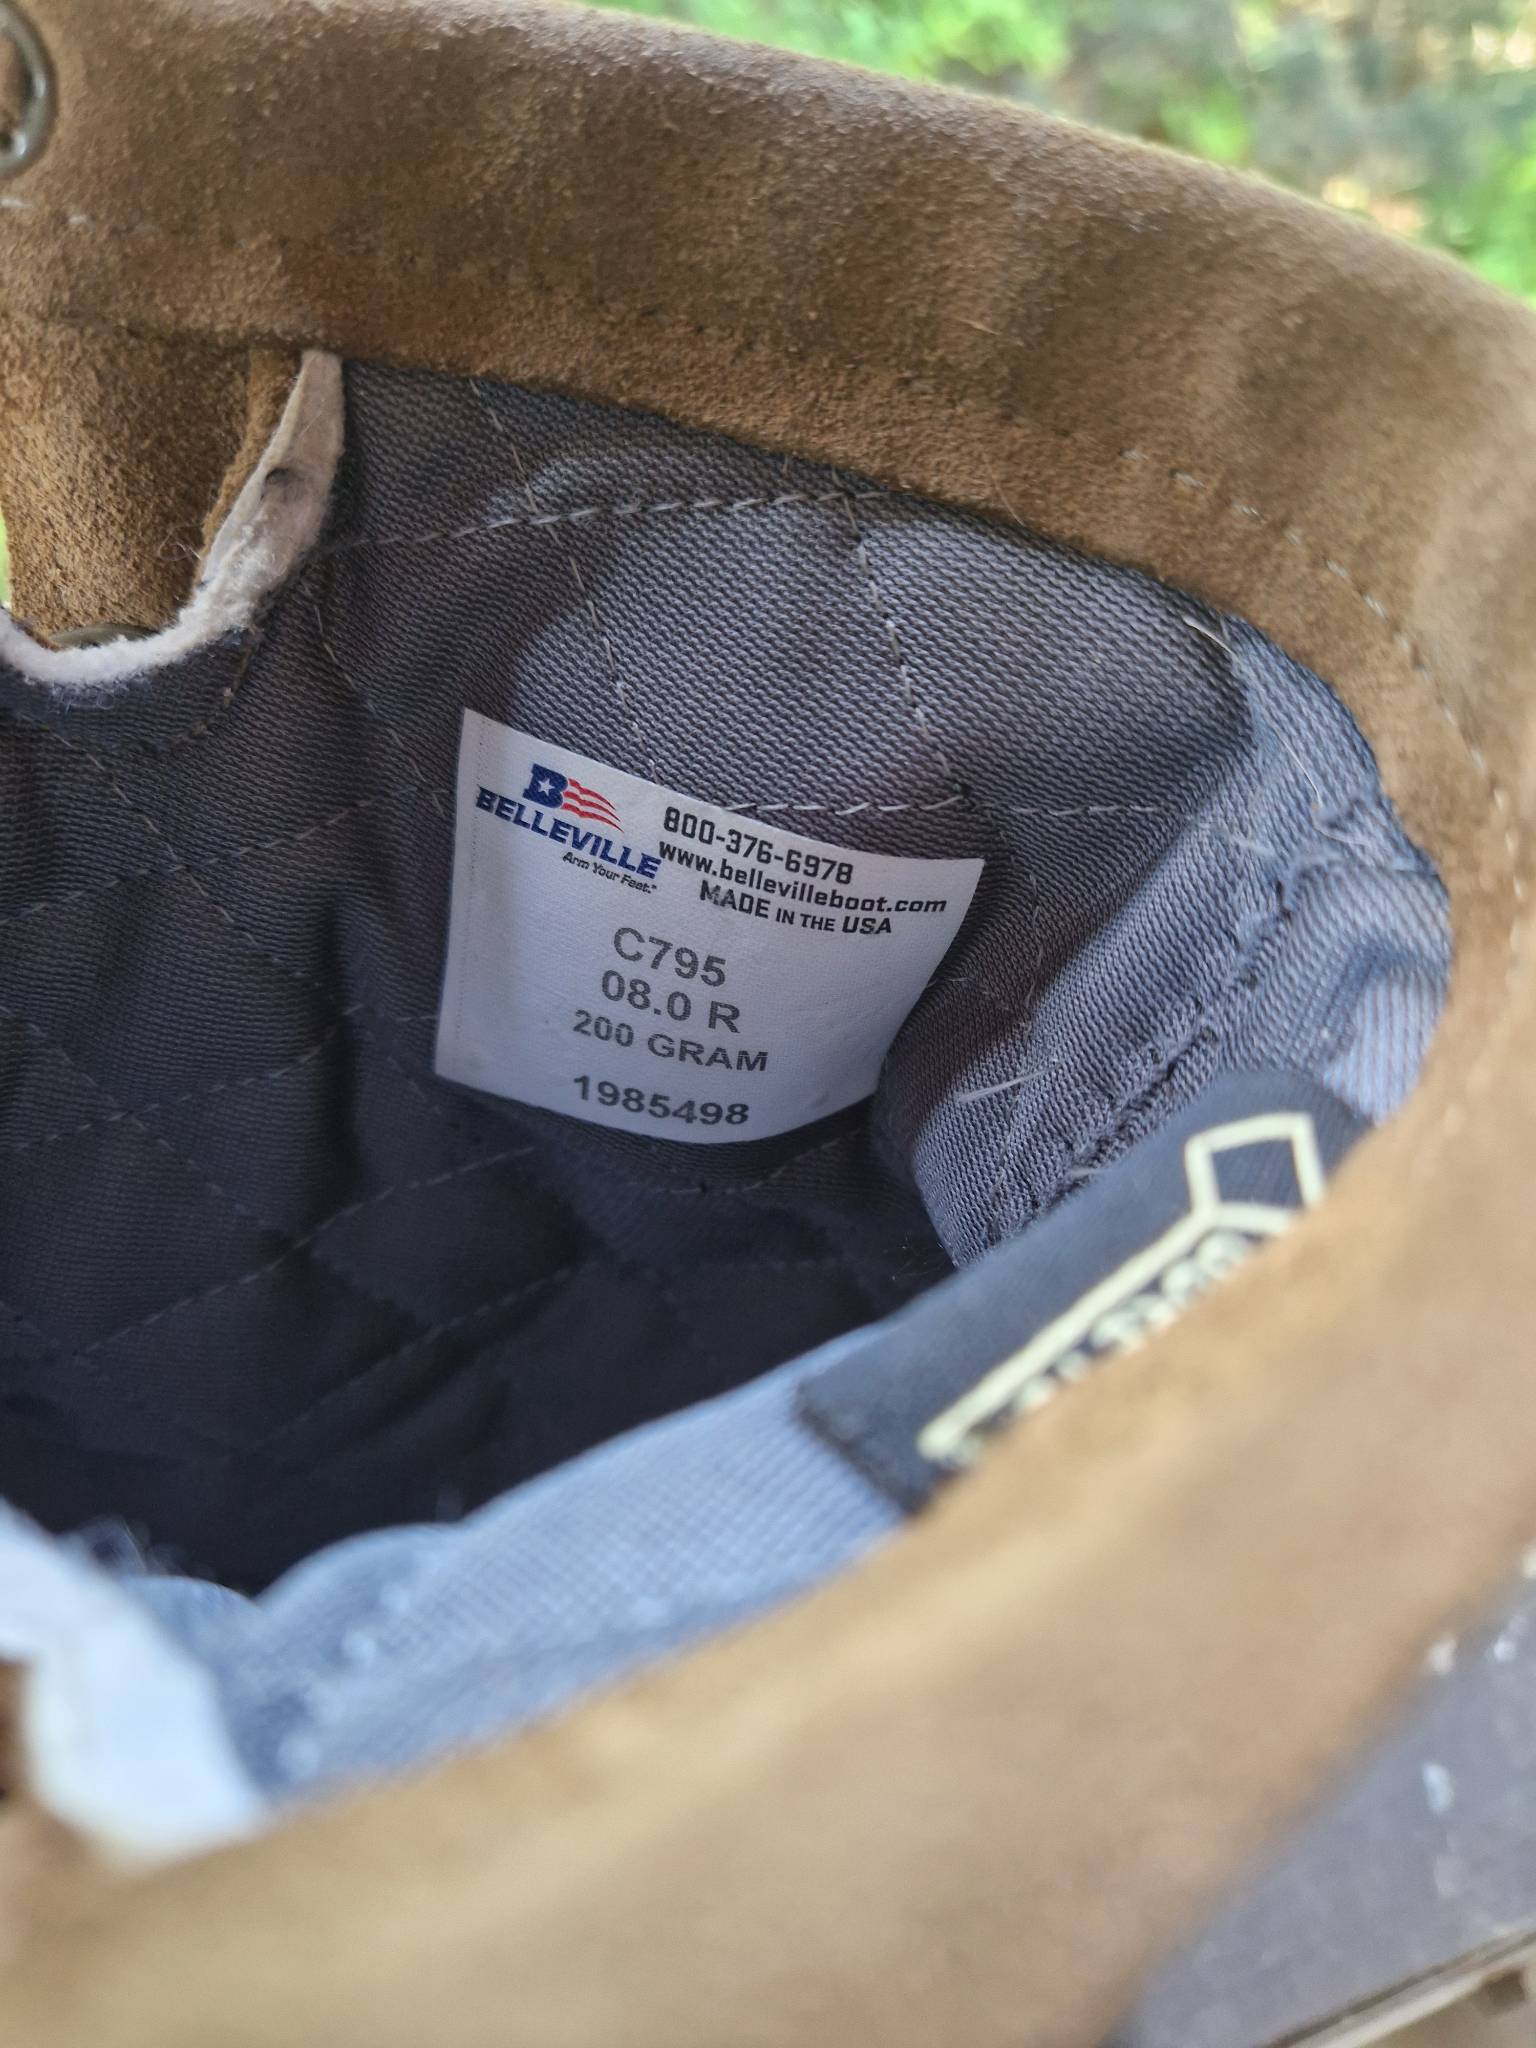 BELLEVILLE
Arm Your Feet.™
800-376-6978
www.bellevilleboot.com
MADE IN THE USA
C795
08.0 R
200 GRAM
1985498